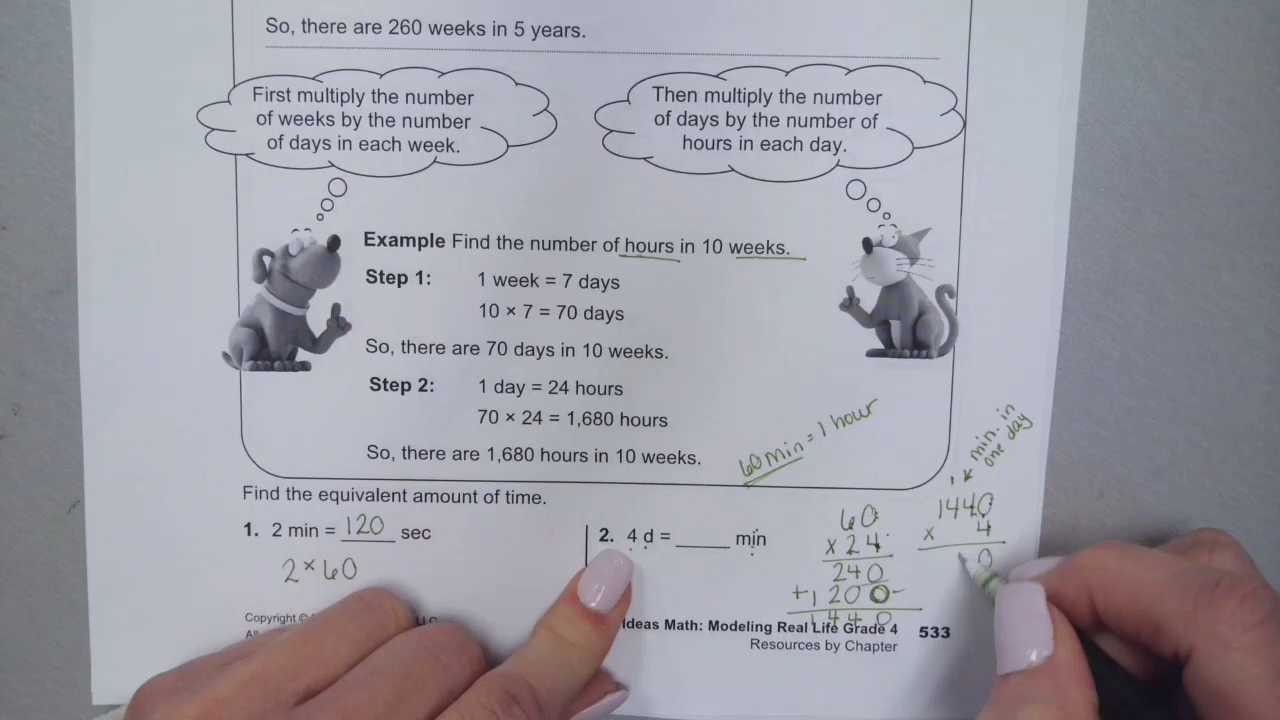 So, there are 260 weeks in 5 years.
First multiply the number
of weeks by the number
of days in each week.
Then multiply the number
of days by the number of
hours in each day.
Example Find the number of hours in 10 weeks.
Step 1: 1 week = 7 days
10 × 7 = 70 days
So, there are 70 days in 10 weeks.
Step 2: 1 day = 24 hours
70 × 24 = 1,680 hours
So, there are 1,680 hours in 10 weeks.
60 min = 1 hour
min. in
one day
Find the equivalent amount of time.
1. 2 min = 120 sec
2 × 60
2. 4 d = ______ min
60
× 24
240
+ 1200
1440
1
1440
× 4
0
Copyright ©
Ideas Math: Modeling Real Life Grade 4 533
Resources by Chapter